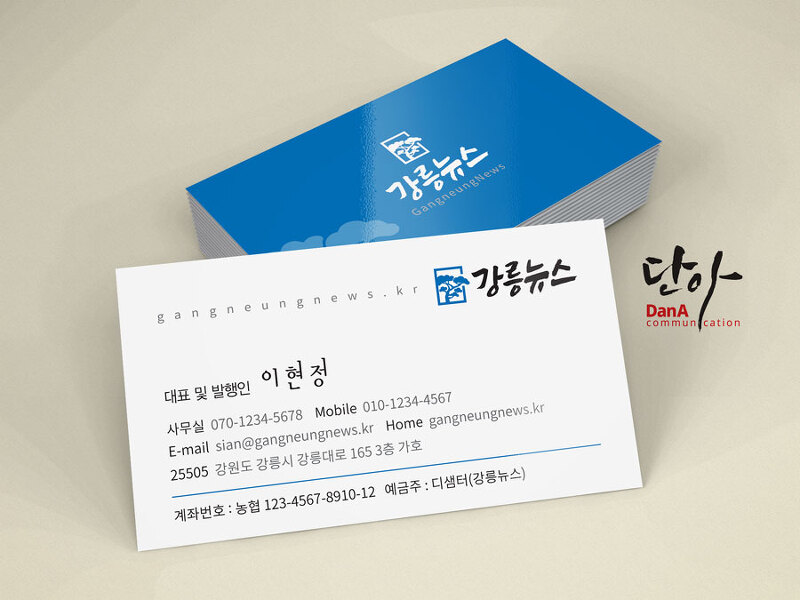 강릉뉴스
GangneungNews
gangneungnews.kr
강릉뉴스
대표 및 발행인 이현정
사무실 070-1234-5678 Mobile 010-1234-4567
E-mail sian@gangneungnews.kr Home gangneungnews.kr
25505 강원도 강릉시 강릉대로 165 3층 가호
계좌번호 : 농협 123-4567-8910-12 예금주 : 디샘터(강릉뉴스)
단아
DanA
communication